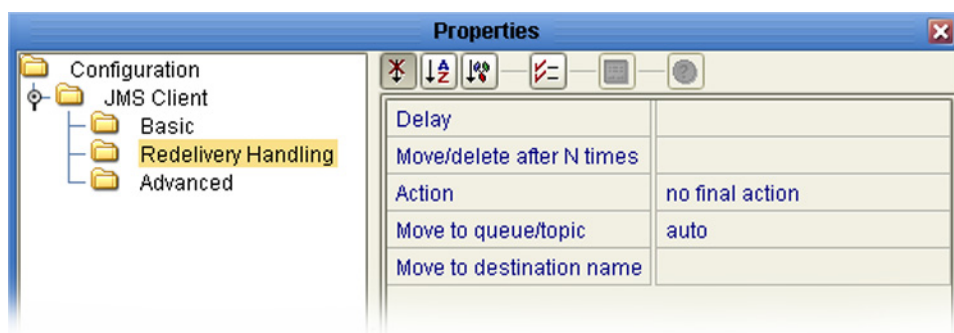 Properties
Configuration
JMS Client
Basic
Redelivery Handling
Advanced
Delay
Move/delete after N times
Action no final action
Move to queue/topic auto
Move to destination name